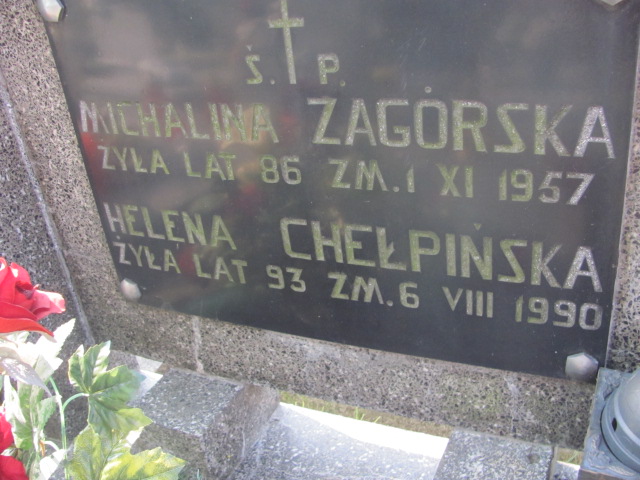 Ś. P.
MICHALINA ZAGÓRSKA
ŻYŁA LAT 86 ZM. 1 XI 1957
HELENA CHEŁPIŃSKA
ŻYŁA LAT 93 ZM. 6 VIII 1990